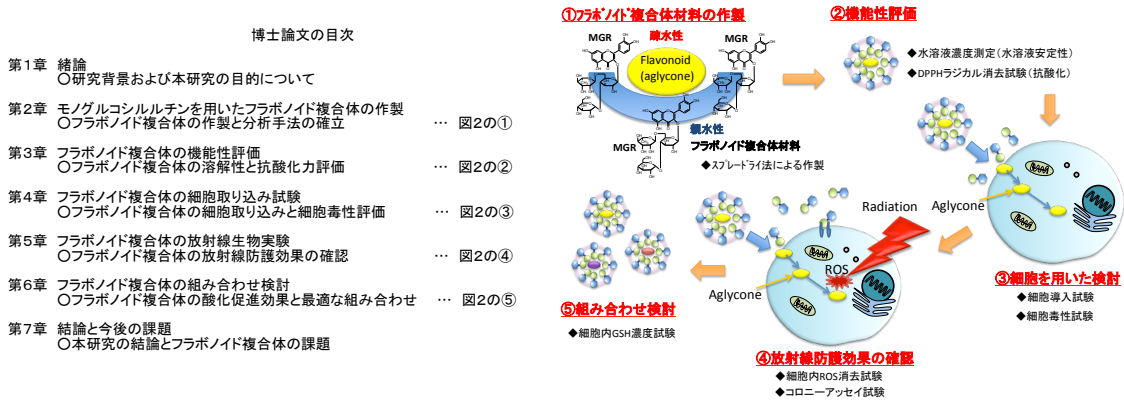 博士論文の目次
第1章 緒論
〇研究背景および本研究の目的について
第2章 モノグルコシルルチンを用いたフラボノイド複合体の作製
〇フラボノイド複合体の作製と分析手法の確立 … 図2の①
第3章 フラボノイド複合体の機能性評価
〇フラボノイド複合体の溶解性と抗酸化力評価 … 図2の②
第4章 フラボノイド複合体の細胞取り込み試験
〇フラボノイド複合体の細胞取り込みと細胞毒性評価 … 図2の③
第5章 フラボノイド複合体の放射線生物実験
〇フラボノイド複合体の放射線防護効果の確認 … 図2の④
第6章 フラボノイド複合体の組み合わせ検討
〇フラボノイド複合体の酸化促進効果と最適な組み合わせ … 図2の⑤
第7章 結論と今後の課題
〇本研究の結論とフラボノイド複合体の課題
①フラボノイド複合体材料の作製
MGR
疎水性
MGR
Flavonoid
(aglycone)
親水性
MGR
フラボノイド複合体材料
◆スプレードライ法による作製
②機能性評価
◆水溶液濃度測定(水溶液安定性)
◆DPPHラジカル消去試験(抗酸化)
Aglycone
③細胞を用いた検討
◆細胞導入試験
◆細胞毒性試験
Radiation
ROS
Aglycone
④放射線防護効果の確認
◆細胞内ROS消去試験
◆コロニーアッセイ試験
⑤組み合わせ検討
◆細胞内GSH濃度試験